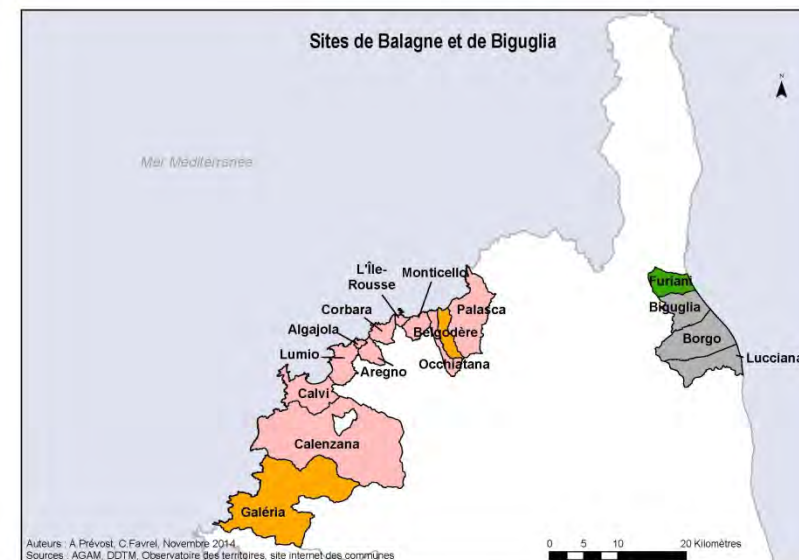 Sites de Balagne et de Biguglia
N
Mer Méditerranée
L'Île-
Rousse
Monticello
Corbara
Palasca
Algajola
Belgodère
Lumio
Aregno
Occhiatana
Calvi
Calenzana
Galéria
Furiani
Biguglia
Borgo
Lucciana
Auteurs : A.Prévost, C.Favrel, Novembre 2014
Sources : AGAM, DDTM, Observatoire des territoires, site internet des communes
0 5 10 20 Kilomètres